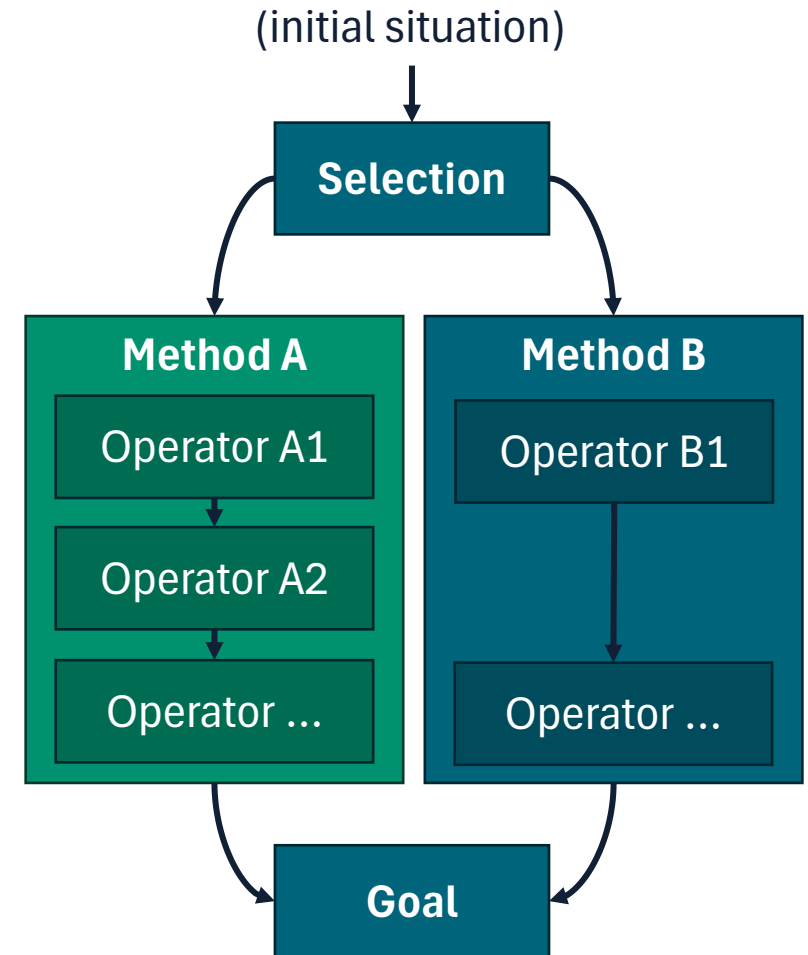 (initial situation)
Selection
Method A
Operator A1
Operator A2
Operator ...
Method B
Operator B1
Operator ...
Goal